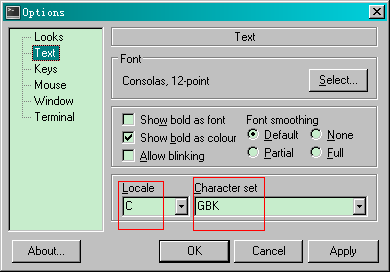 Options
Looks
Text
Keys
Mouse
Window
Terminal
Text
Font
Consolas, 12-point
Select...
Show bold as font
Show bold as colour
Allow blinking
Font smoothing
Default
None
Partial
Full
Locale
Character set
C
GBK
About...
OK
Cancel
Apply